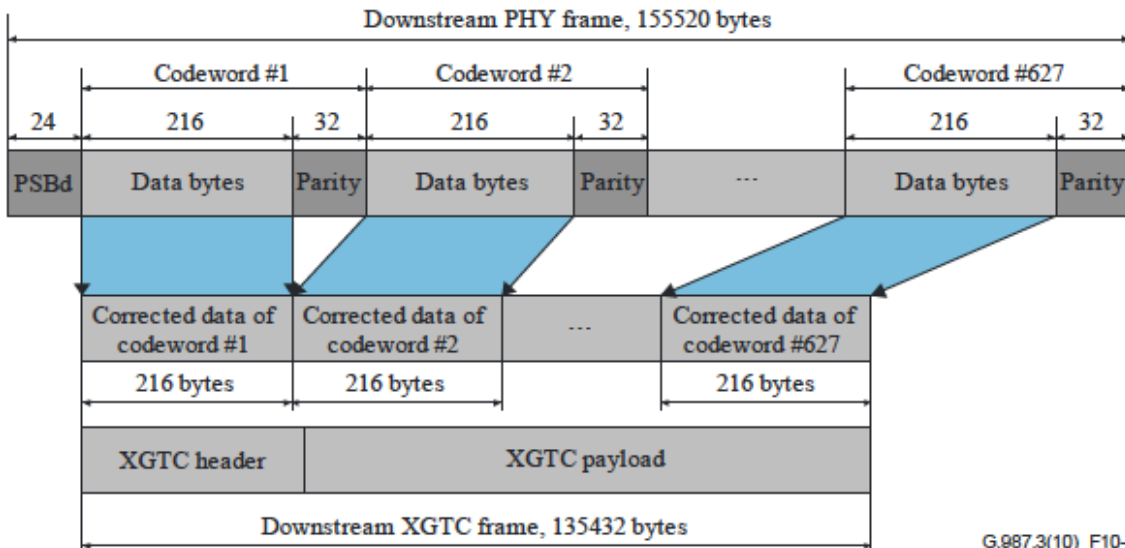 Downstream PHY frame, 155520 bytes
Codeword #1 Codeword #2 Codeword #627
24 216 32 216 32 216 32
PSBd Data bytes Parity Data bytes Parity --- Data bytes Parity
Corrected data of Corrected data of --- Corrected data of
codeword #1 codeword #2 codeword #627
216 bytes 216 bytes 216 bytes
XGTC header XGTC payload
Downstream XGTC frame, 135432 bytes
G.987.3(10)_F10-